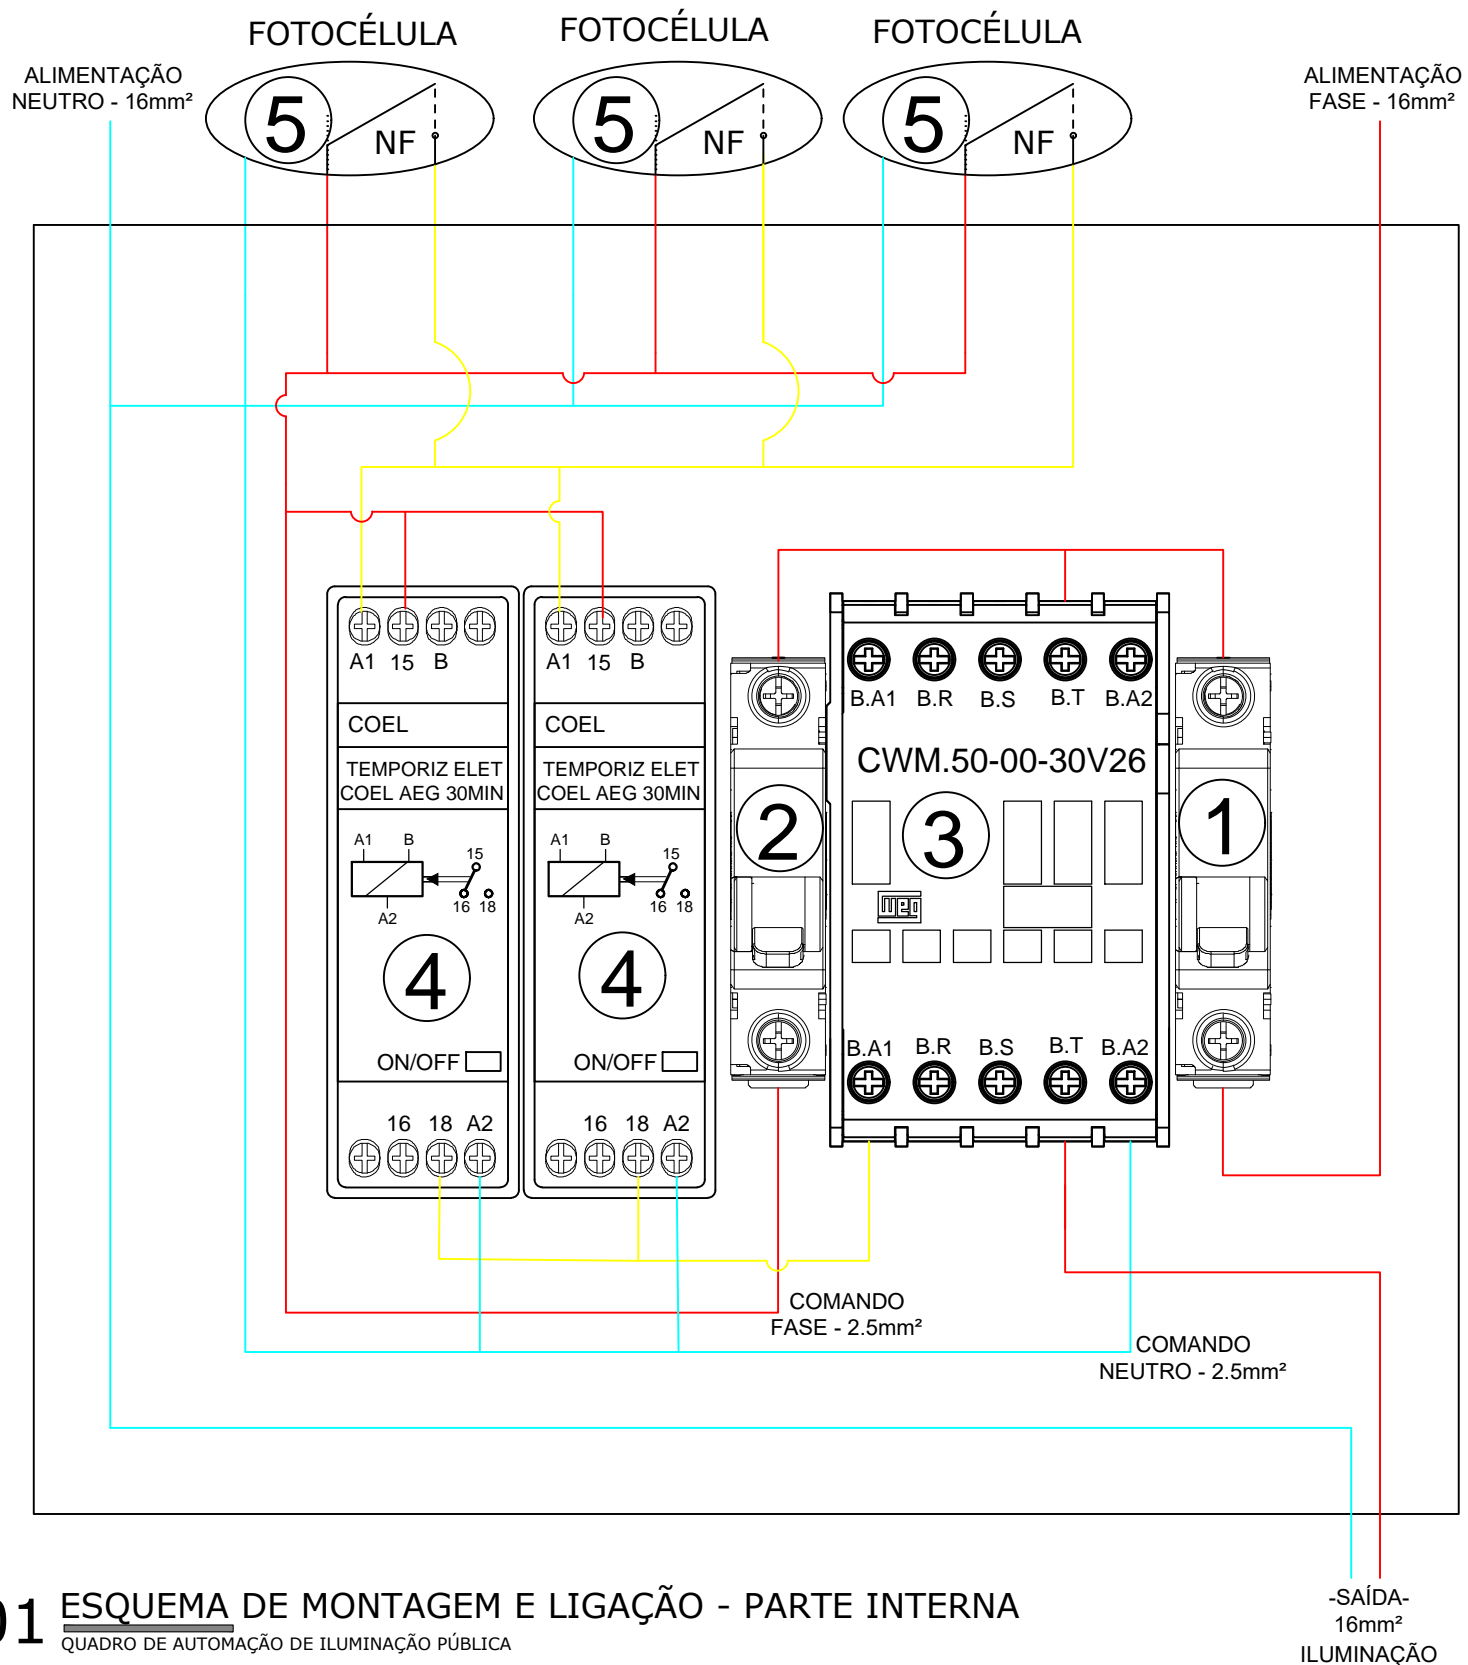 FOTOCÉLULA
FOTOCÉLULA
FOTOCÉLULA
ALIMENTAÇÃO
NEUTRO - 16mm²
ALIMENTAÇÃO
FASE - 16mm²
5
NF
5
NF
5
NF
A1 15 B
A1 15 B
COEL
COEL
TEMPORIZ ELET
COEL AEG 30MIN
TEMPORIZ ELET
COEL AEG 30MIN
A1 B
15
A2
16 18
A1 B
15
A2
16 18
4
4
ON/OFF
ON/OFF
16 18 A2
16 18 A2
2
B.A1 B.R B.S B.T B.A2
CWM.50-00-30V26
3
WEG
B.A1 B.R B.S B.T B.A2
1
COMANDO
FASE - 2.5mm²
COMANDO
NEUTRO - 2.5mm²
01
ESQUEMA DE MONTAGEM E LIGAÇÃO - PARTE INTERNA
QUADRO DE AUTOMAÇÃO DE ILUMINAÇÃO PÚBLICA
-SAÍDA-
16mm²
ILUMINAÇÃO